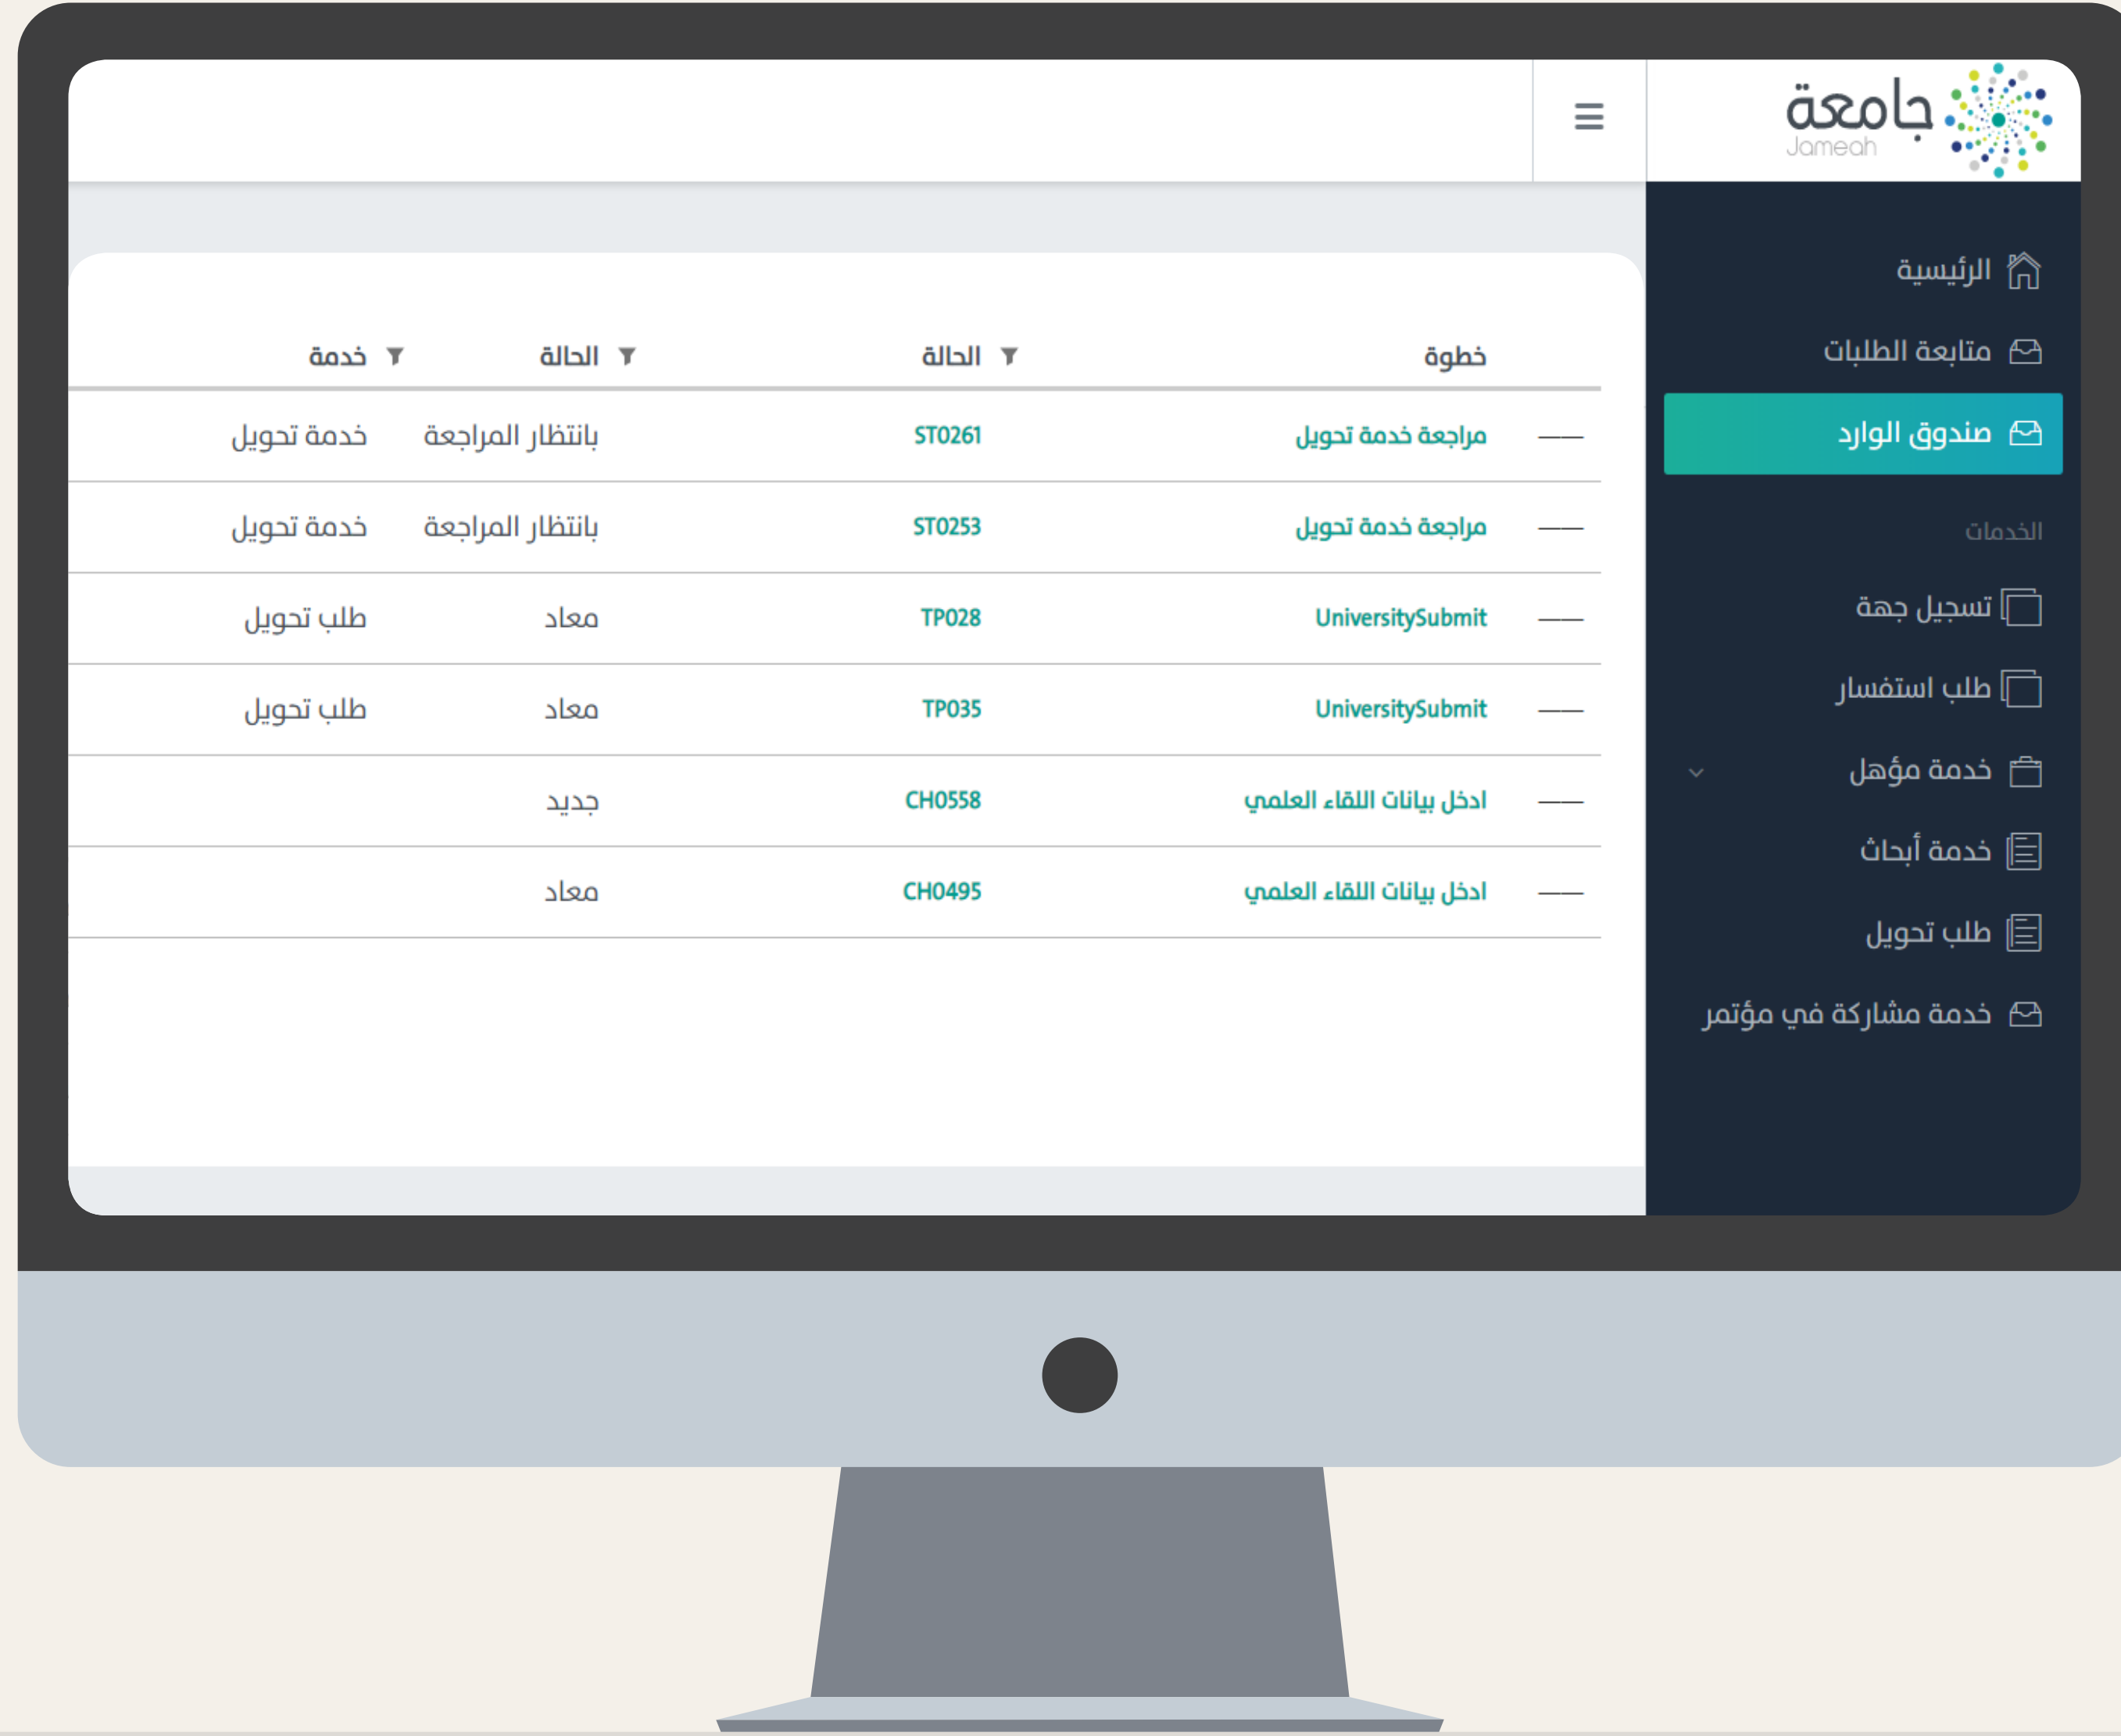 جامعة
Jameah
الرئيسية
متابعة الطلبات
صندوق الوارد
الخدمات
تسجيل جهة
طلب استفسار
خدمة مؤهل
خدمة أبحاث
طلب تحويل
خدمة مشاركة في مؤتمر
خطوة الحالة الحالة خدمة
مراجعة خدمة تحويل ST0261 بانتظار المراجعة خدمة تحويل
مراجعة خدمة تحويل ST0253 بانتظار المراجعة خدمة تحويل
UniversitySubmit TP028 معاد طلب تحويل
UniversitySubmit TP035 معاد طلب تحويل
ادخل بيانات اللقاء العلمي CH0558 جديد
ادخل بيانات اللقاء العلمي CH0495 معاد